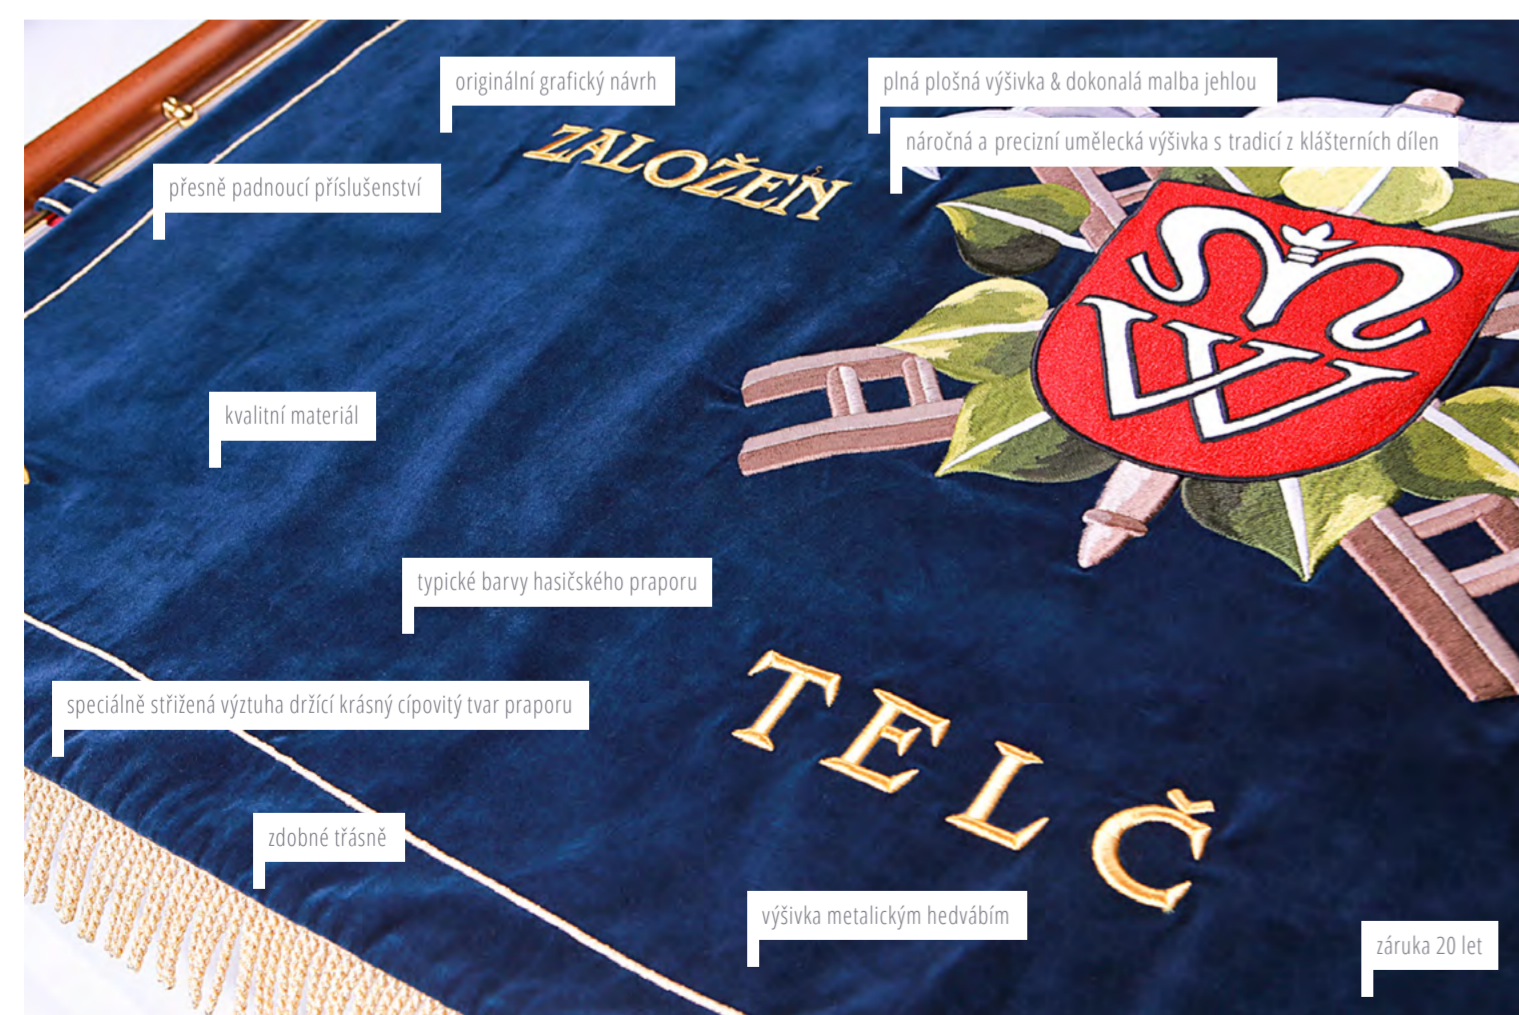 originální grafický návrh
plná plošná výšivka & dokonalá malba jehlou
náročná a precizní umělecká výšivka s tradicí z klášterních dílen
ZALOŽEN
přesně padnoucí příslušenství
kvalitní materiál
typické barvy hasičského praporu
speciálně střižená výztuha držící krásný cípovitý tvar praporu
TELČ
zdobné třásně
výšivka metalickým hedvábím
záruka 20 let